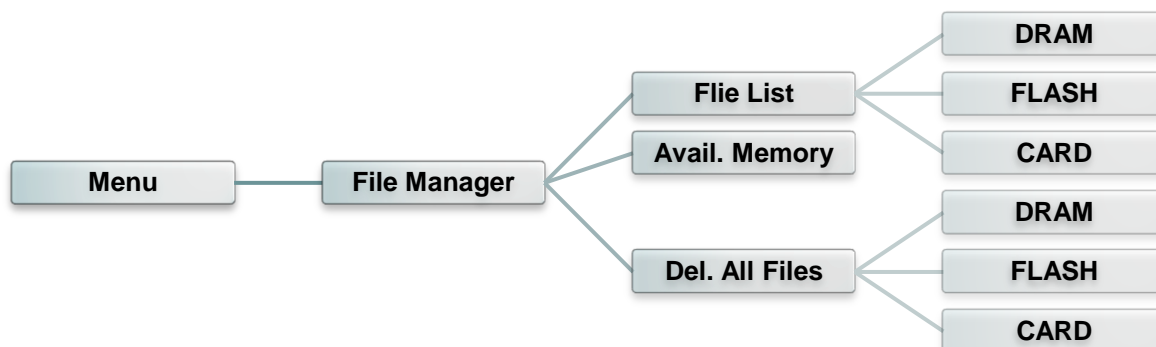 Menu
File Manager
Flie List
DRAM
FLASH
CARD
Avail. Memory
Del. All Files
DRAM
FLASH
CARD